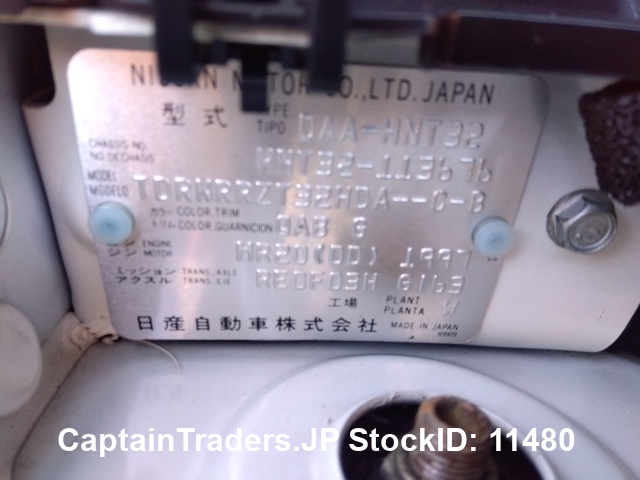 NISSAN MOTOR CO.,LTD.JAPAN
型式 TYPE TIPO DAA-HNT32
CHASSIS NO. NO.DECHASIS HNT32-113676
MODEL MODELO TDRNRRZT32HDA--C-B
カラー COLOR,TRIM
トリム COLOR,GUARNICION QAB G
エンジン ENGINE MOTOR MR20(DD) 1997 cc
ミッション TRANS.,AXLE
アクスル TRANS.,EJE RE0F09H G163
工場 PLANT PLANTA W
日産自動車株式会社 MADE IN JAPAN
89909
CaptainTraders.JP StockID: 11480